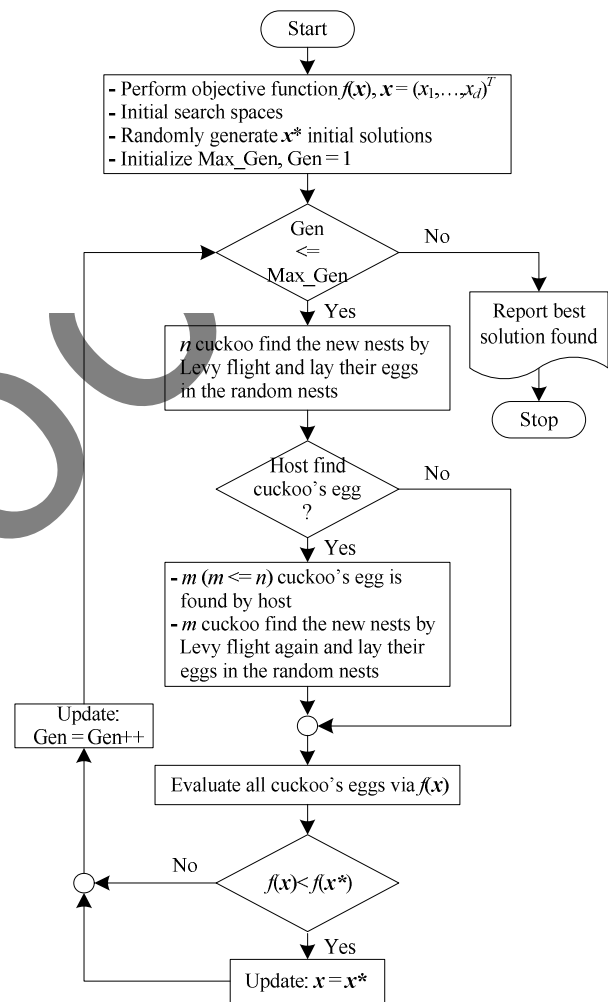 Start
- Perform objective function f(x), x = (x1,…,xd)^T
- Initial search spaces
- Randomly generate x* initial solutions
- Initialize Max_Gen, Gen = 1
Gen
<=
Max_Gen
No
Yes
Report best
solution found
Stop
n cuckoo find the new nests by
Levy flight and lay their eggs
in the random nests
Host find
cuckoo’s egg
?
No
Yes
- m (m <= n) cuckoo’s egg is
found by host
- m cuckoo find the new nests by
Levy flight again and lay their
eggs in the random nests
Update:
Gen = Gen++
Evaluate all cuckoo’s eggs via f(x)
f(x)< f(x*)
No
Yes
Update: x = x*